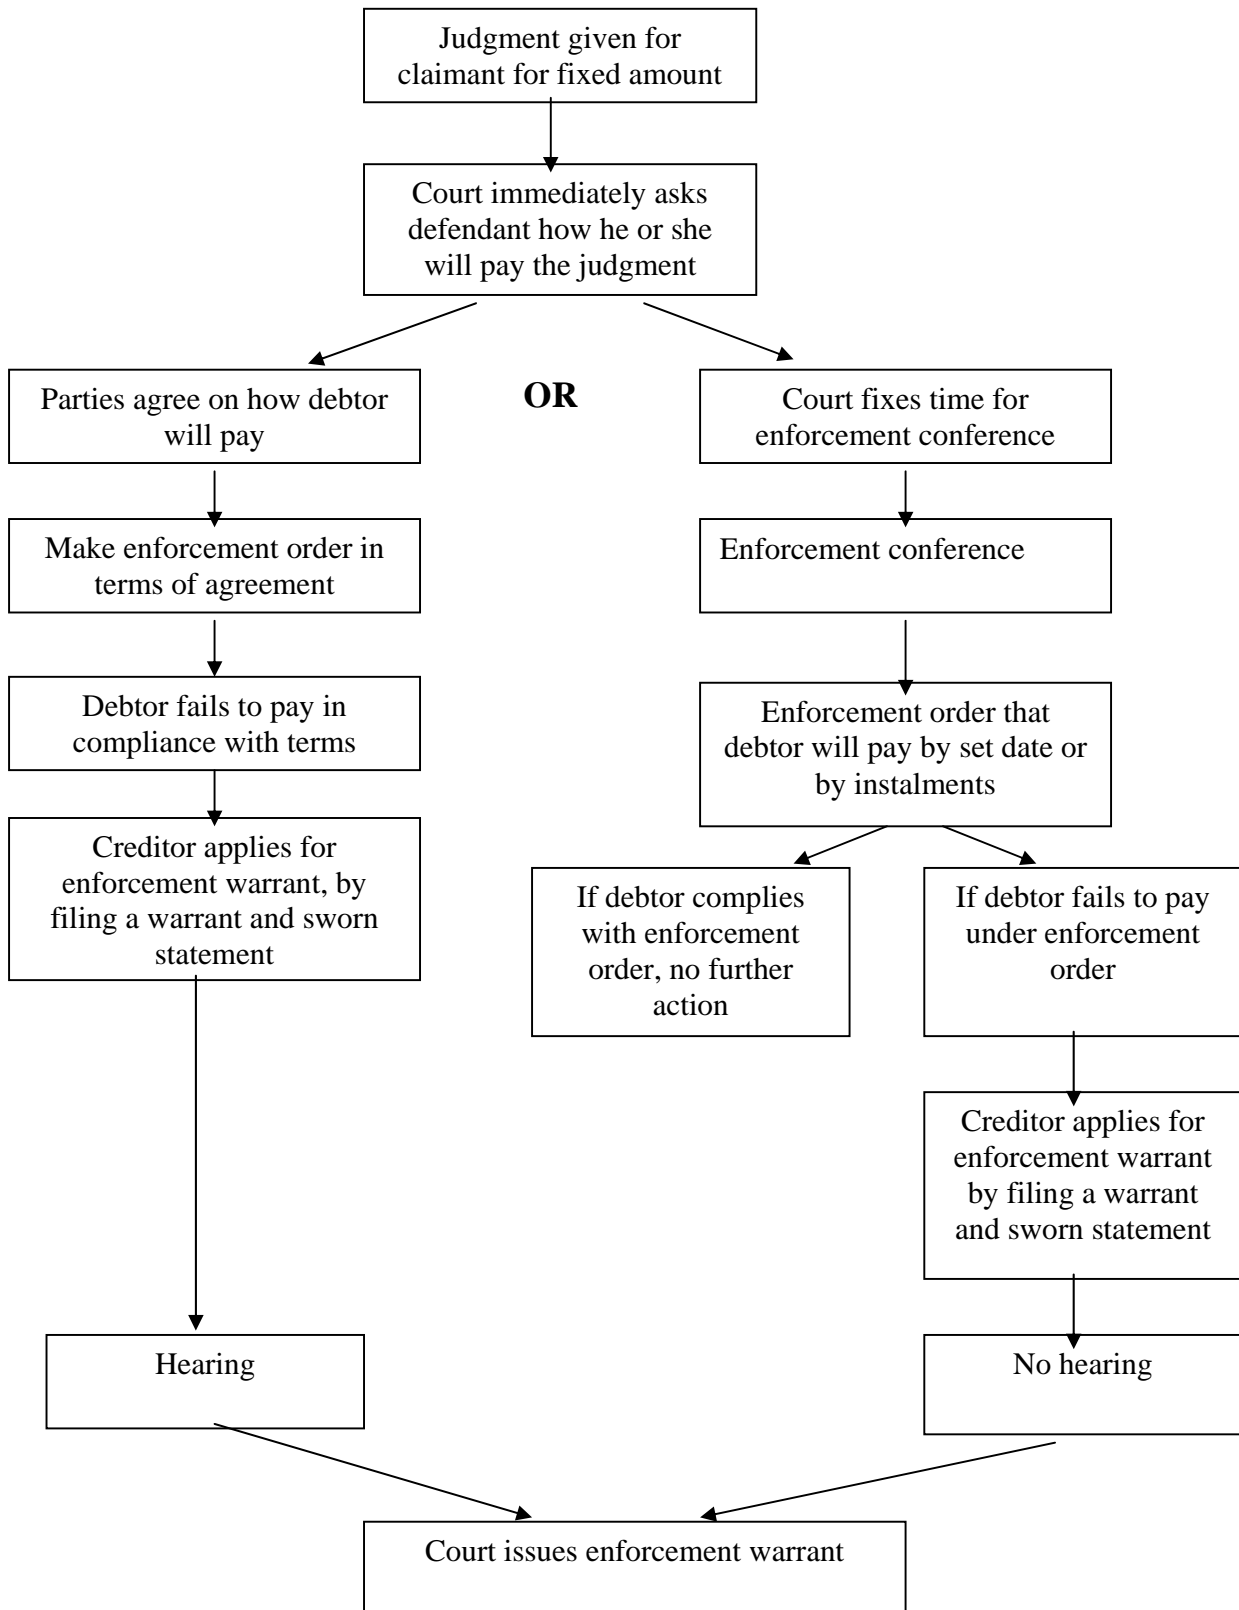 Judgment given for
claimant for fixed amount
Court immediately asks
defendant how he or she
will pay the judgment
Parties agree on how debtor
will pay
OR
Court fixes time for
enforcement conference
Make enforcement order in
terms of agreement
Enforcement conference
Debtor fails to pay in
compliance with terms
Enforcement order that
debtor will pay by set date or
by instalments
Creditor applies for
enforcement warrant, by
filing a warrant and sworn
statement
If debtor complies
with enforcement
order, no further
action
If debtor fails to pay
under enforcement
order
Creditor applies for
enforcement warrant
by filing a warrant
and sworn statement
Hearing
No hearing
Court issues enforcement warrant